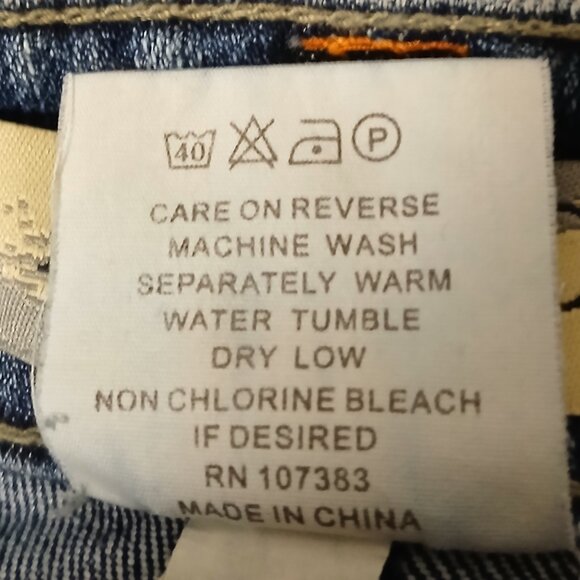 40 P
CARE ON REVERSE
MACHINE WASH
SEPARATELY WARM
WATER TUMBLE
DRY LOW
NON CHLORINE BLEACH
IF DESIRED
RN 107383
MADE IN CHINA